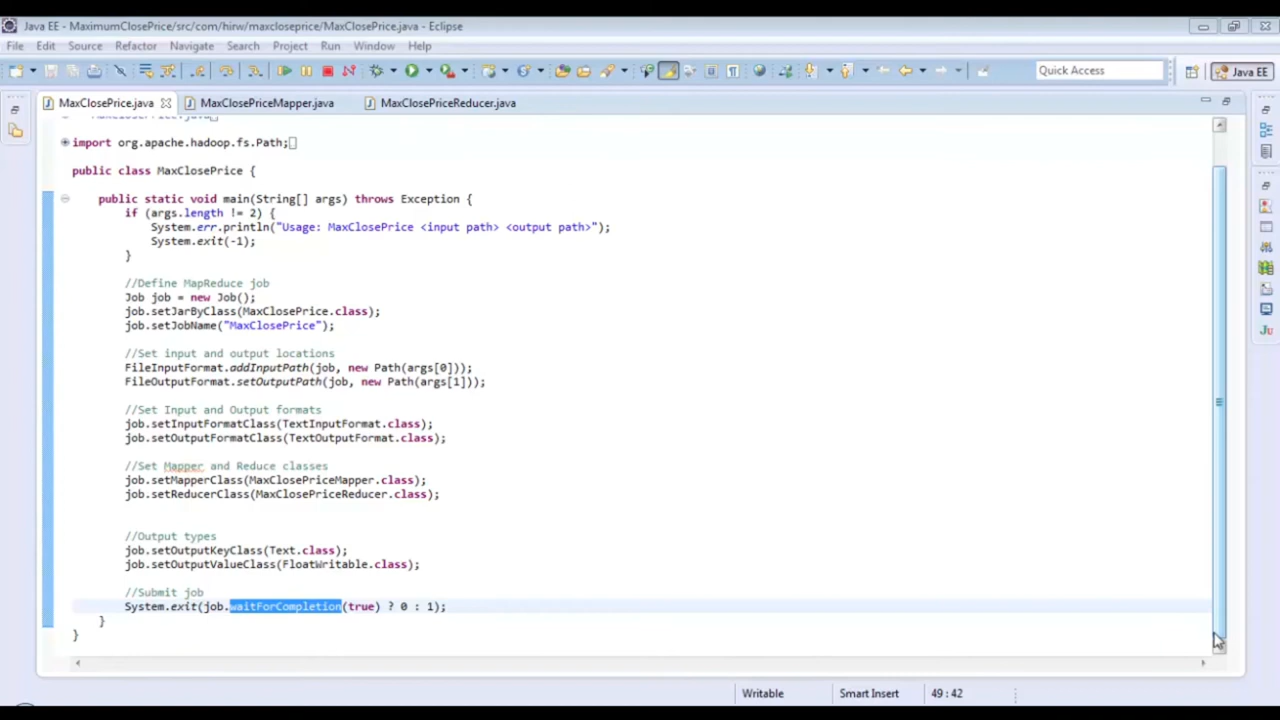 Java EE - MaximumClosePrice/src/com/hirw/maxcloseprice/MaxClosePrice.java - Eclipse
File Edit Source Refactor Navigate Search Project Run Window Help
Quick Access
Java EE
MaxClosePrice.java MaxClosePriceMapper.java MaxClosePriceReducer.java
MaxClosePrice.java
import org.apache.hadoop.fs.Path;
public class MaxClosePrice {
public static void main(String[] args) throws Exception {
if (args.length != 2) {
System.err.println("Usage: MaxClosePrice <input path> <output path>");
System.exit(-1);
}
//Define MapReduce job
Job job = new Job();
job.setJarByClass(MaxClosePrice.class);
job.setJobName("MaxClosePrice");
//Set input and output locations
FileInputFormat.addInputPath(job, new Path(args[0]));
FileOutputFormat.setOutputPath(job, new Path(args[1]));
//Set Input and Output formats
job.setInputFormatClass(TextInputFormat.class);
job.setOutputFormatClass(TextOutputFormat.class);
//Set Mapper and Reduce classes
job.setMapperClass(MaxClosePriceMapper.class);
job.setReducerClass(MaxClosePriceReducer.class);
//Output types
job.setOutputKeyClass(Text.class);
job.setOutputValueClass(FloatWritable.class);
//Submit job
System.exit(job.waitForCompletion(true) ? 0 : 1);
}
}
Ju
Writable Smart Insert 49 : 42